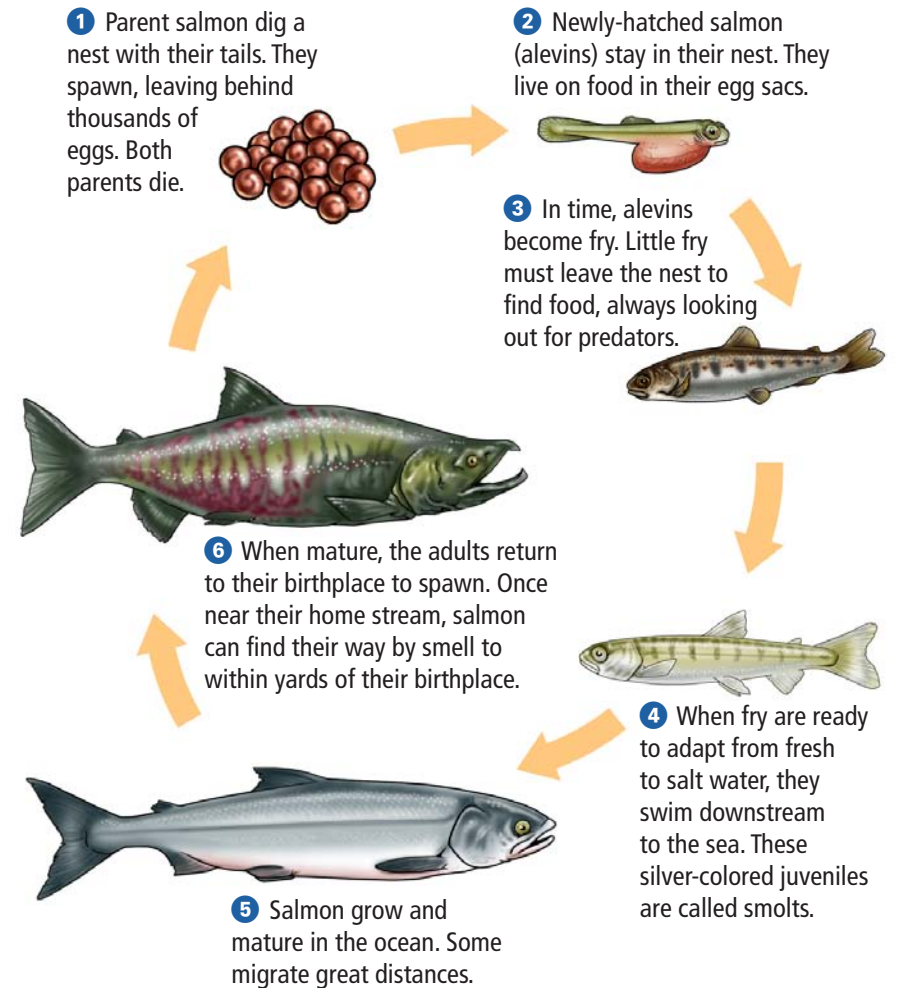 1 Parent salmon dig a
nest with their tails. They
spawn, leaving behind
thousands of
eggs. Both
parents die.
2 Newly-hatched salmon
(alevins) stay in their nest. They
live on food in their egg sacs.
3 In time, alevins
become fry. Little fry
must leave the nest to
find food, always looking
out for predators.
4 When fry are ready
to adapt from fresh
to salt water, they
swim downstream
to the sea. These
silver-colored juveniles
are called smolts.
5 Salmon grow and
mature in the ocean. Some
migrate great distances.
6 When mature, the adults return
to their birthplace to spawn. Once
near their home stream, salmon
can find their way by smell to
within yards of their birthplace.